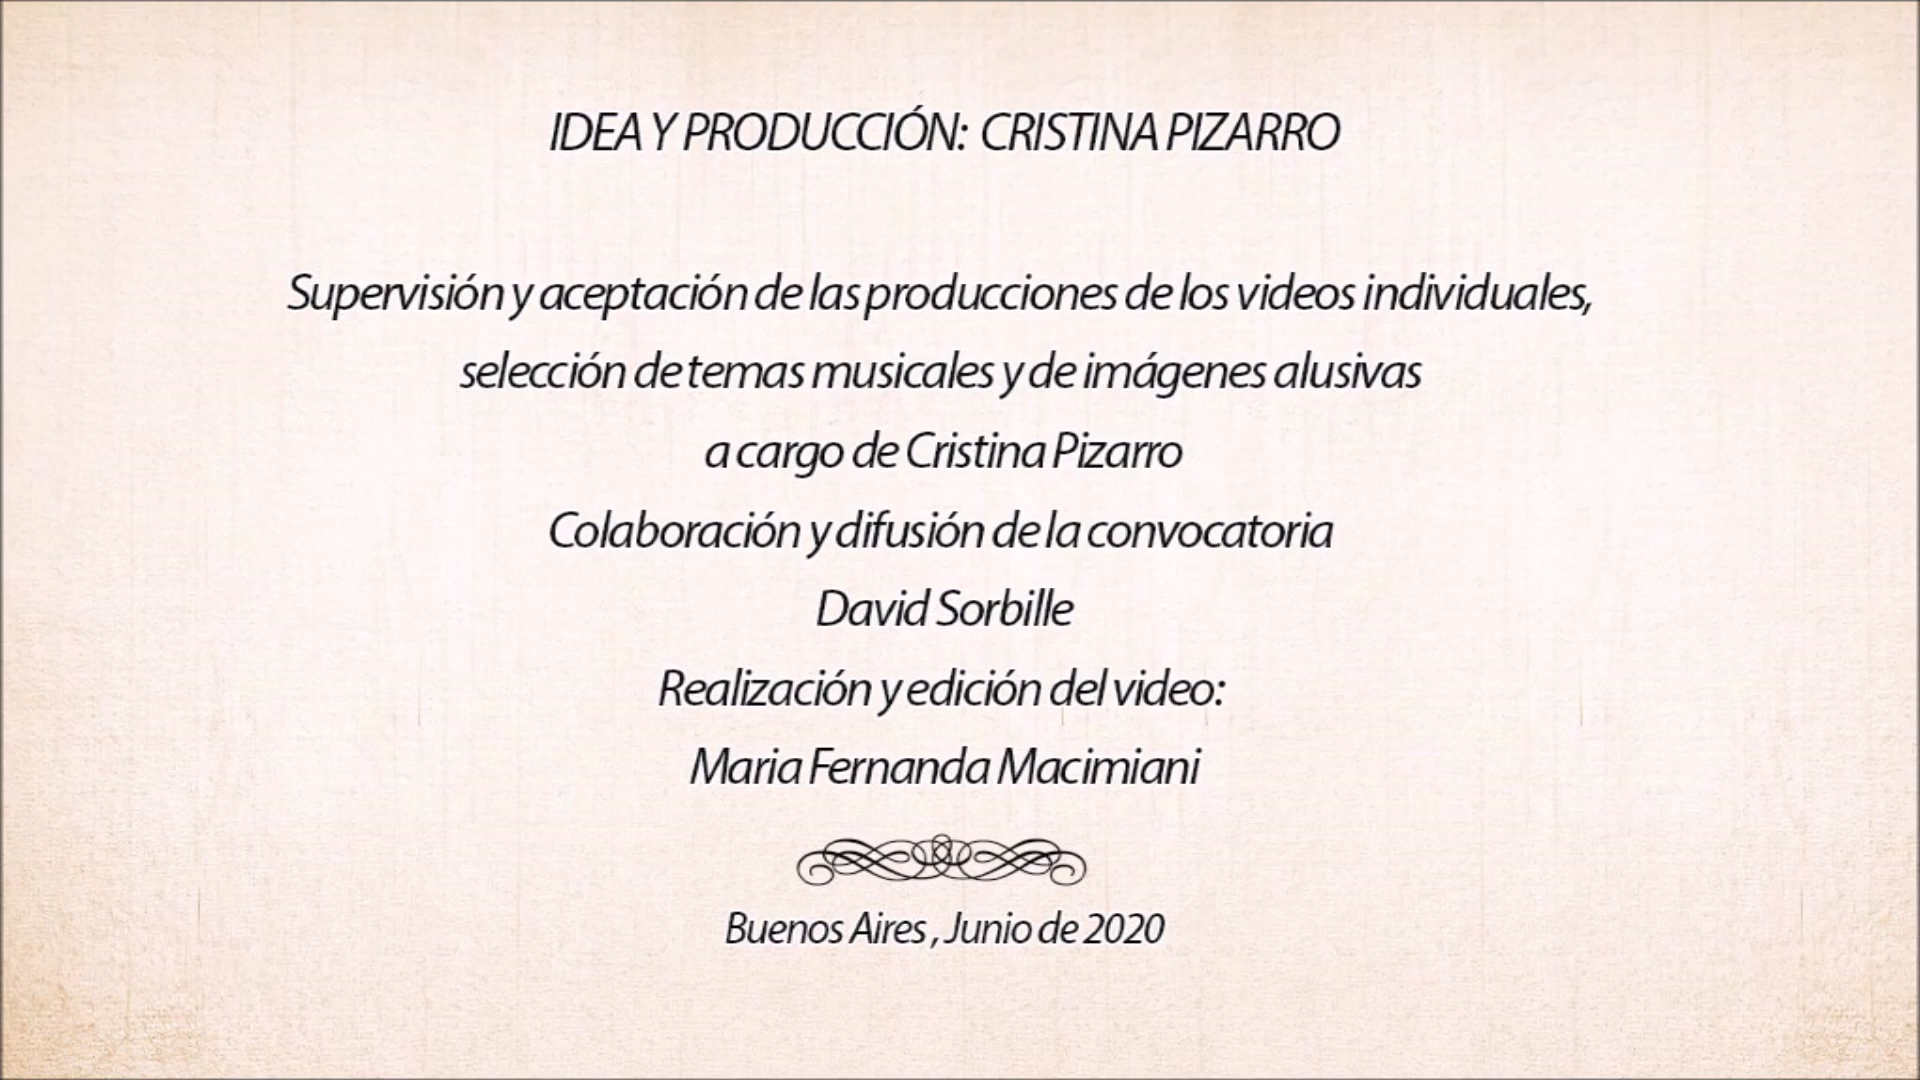 IDEA Y PRODUCCIÓN: CRISTINA PIZARRO
Supervisión y aceptación de las producciones de los videos individuales,
selección de temas musicales y de imágenes alusivas
a cargo de Cristina Pizarro
Colaboración y difusión de la convocatoria
David Sorbille
Realización y edición del video:
Maria Fernanda Macimiani
Buenos Aires , Junio de 2020